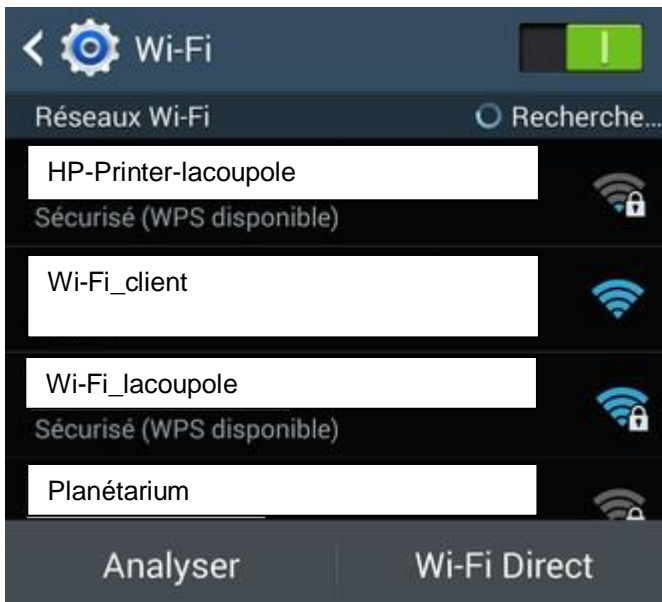 Wi-Fi
Réseaux Wi-Fi Recherche...
HP-Printer-lacoupole
Sécurisé (WPS disponible)
Wi-Fi_client
Wi-Fi_lacoupole
Sécurisé (WPS disponible)
Planétarium
Analyser Wi-Fi Direct